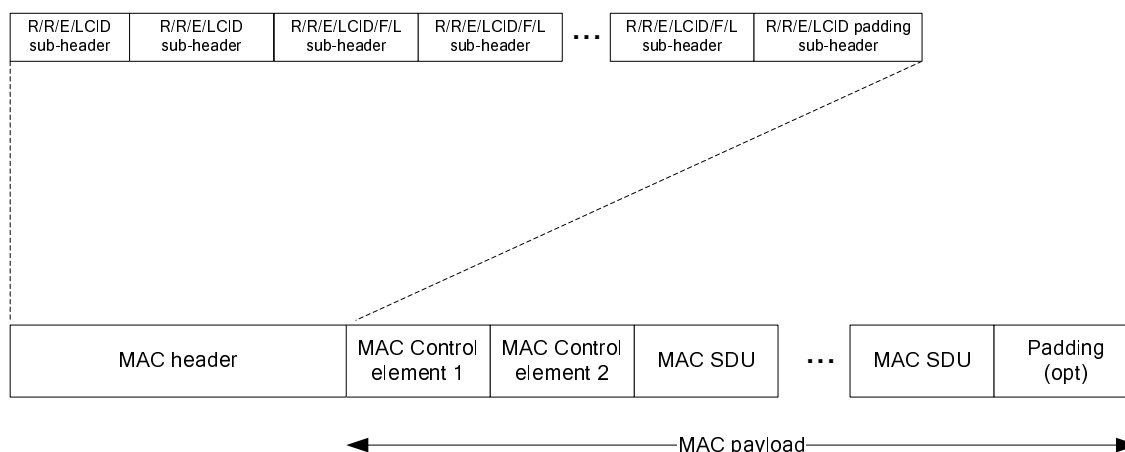 R/R/E/LCID
sub-header
R/R/E/LCID
sub-header
R/R/E/LCID/F/L
sub-header
R/R/E/LCID/F/L
sub-header
...
R/R/E/LCID/F/L
sub-header
R/R/E/LCID padding
sub-header
MAC header
MAC Control
element 1
MAC Control
element 2
MAC SDU
...
MAC SDU
Padding
(opt)
MAC payload